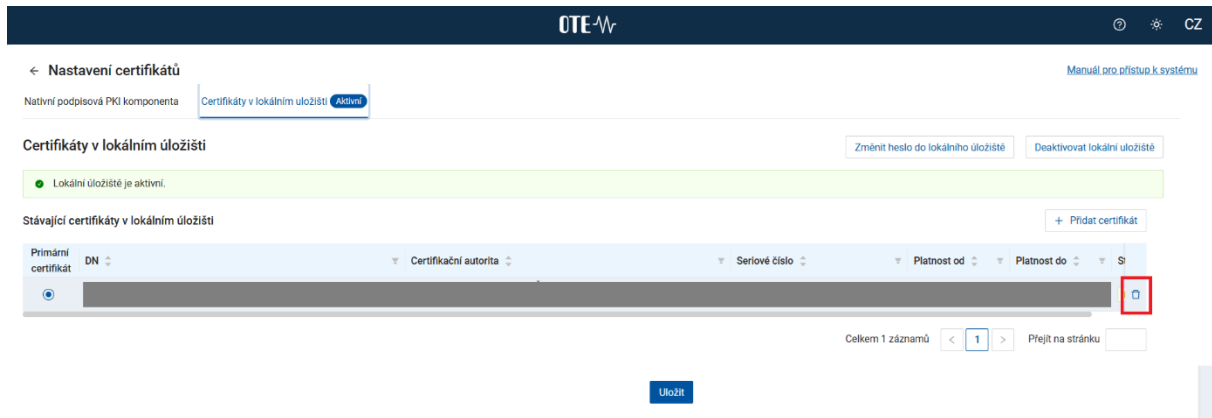 OTE CZ
← Nastavení certifikátů Manuál pro přístup k systému
Nativní podpisová PKI komponenta Certifikáty v lokálním uložišti Aktivní
Certifikáty v lokálním úložišti Změnit heslo do lokálního úložiště Deaktivovat lokální uložiště
Lokální úložiště je aktivní.
Stávající certifikáty v lokálním úložišti + Přidat certifikát
Primární certifikát DN Certifikační autorita Seriové číslo Platnost od Platnost do
Celkem 1 záznamů < 1 > Přejít na stránku
Uložit